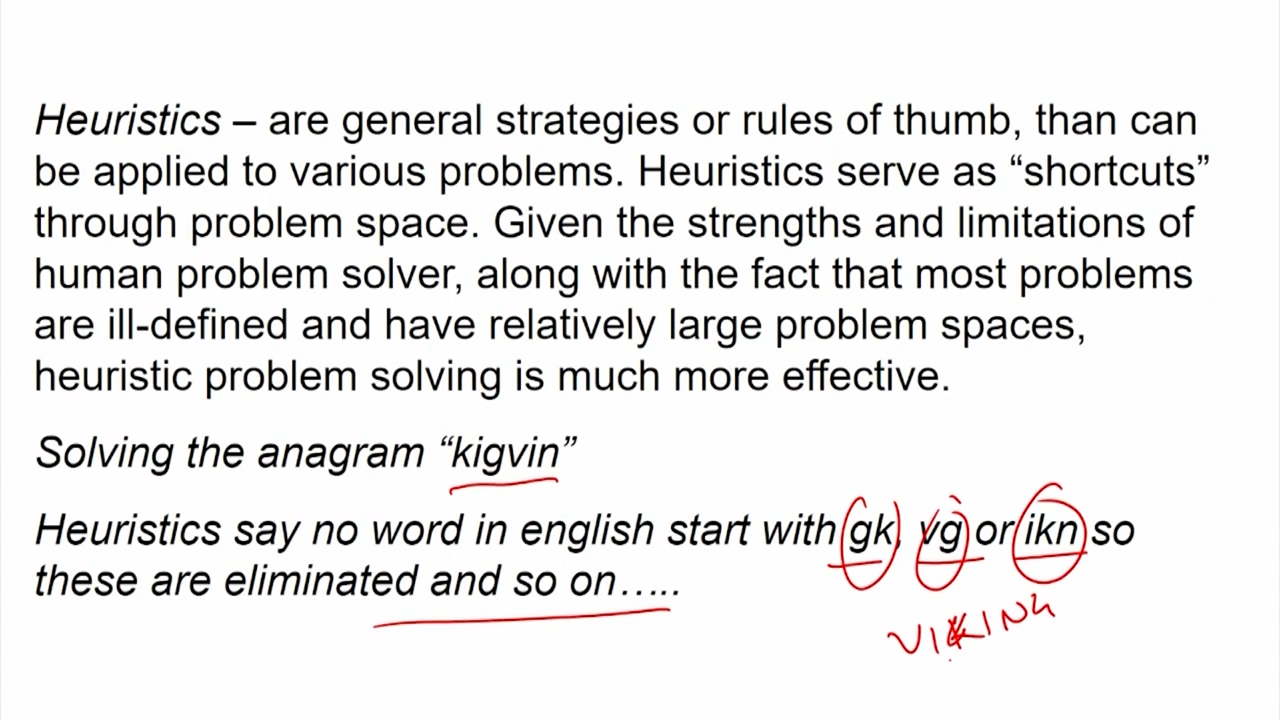 Heuristics – are general strategies or rules of thumb, than can
be applied to various problems. Heuristics serve as “shortcuts”
through problem space. Given the strengths and limitations of
human problem solver, along with the fact that most problems
are ill-defined and have relatively large problem spaces,
heuristic problem solving is much more effective.
Solving the anagram “kigvin”
Heuristics say no word in english start with gk, vg or ikn so
these are eliminated and so on…..
VIKING